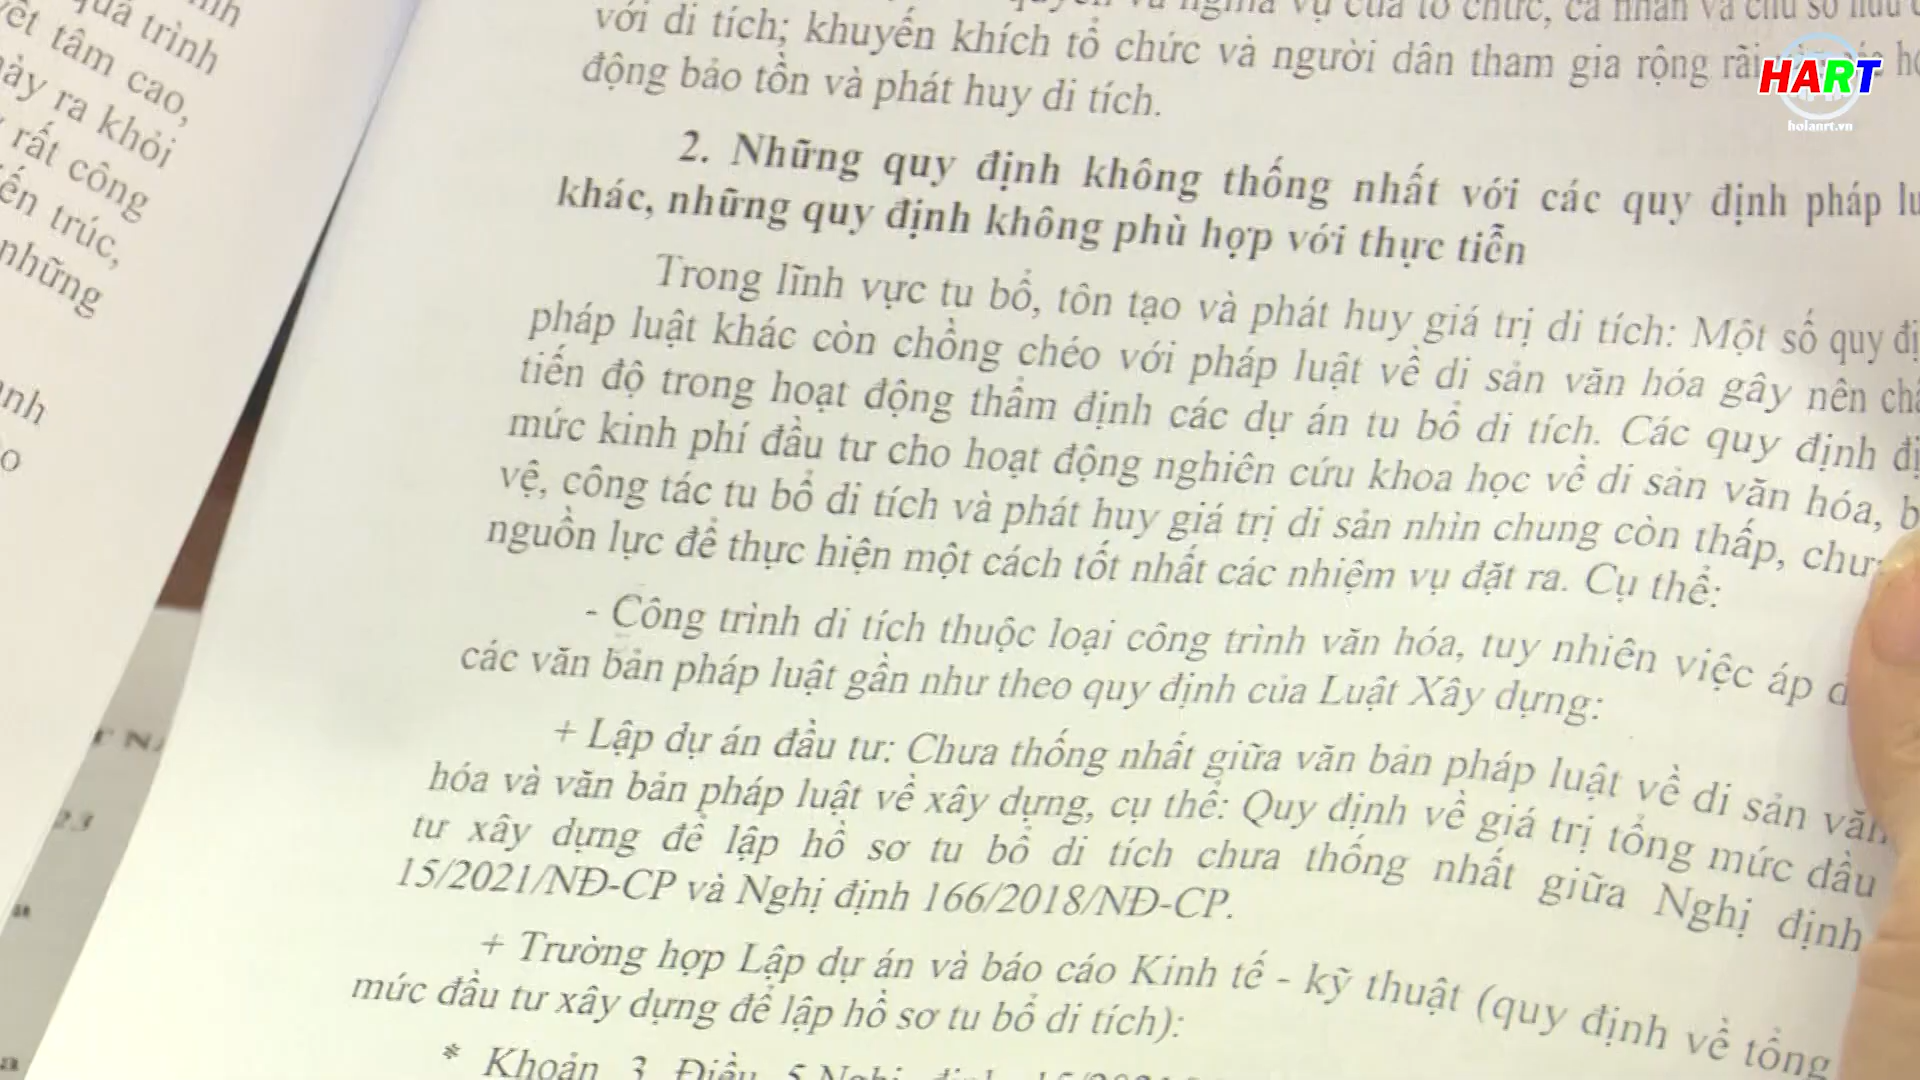 quá trình
yết tâm cao,
này ra khỏi
rất công
ến trúc,
những
anh
với di tích; khuyến khích tổ chức và người dân tham gia rộng rãi
động bảo tồn và phát huy di tích.
2. Những quy định không thống nhất với các quy định pháp
khác, những quy định không phù hợp với thực tiễn
Trong lĩnh vực tu bổ, tôn tạo và phát huy giá trị di tích: Một số quy
pháp luật khác còn chồng chéo với pháp luật về di sản văn hóa gây nên
tiến độ trong hoạt động thẩm định các dự án tu bổ di tích. Các quy định
mức kinh phí đầu tư cho hoạt động nghiên cứu khoa học về di sản văn hóa,
vệ, công tác tu bổ di tích và phát huy giá trị di sản nhìn chung còn thấp,
nguồn lực để thực hiện một cách tốt nhất các nhiệm vụ đặt ra. Cụ thể:
- Công trình di tích thuộc loại công trình văn hóa, tuy nhiên việc áp
các văn bản pháp luật gần như theo quy định của Luật Xây dựng:
+ Lập dự án đầu tư: Chưa thống nhất giữa văn bản pháp luật về di sản văn
hóa và văn bản pháp luật về xây dựng, cụ thể: Quy định về giá trị tổng mức đầu
tư xây dựng để lập hồ sơ tu bổ di tích chưa thống nhất giữa Nghị định
15/2021/NĐ-CP và Nghị định 166/2018/NĐ-CP.
+ Trường hợp Lập dự án và báo cáo Kinh tế - kỹ thuật (quy định về tổng
mức đầu tư xây dựng để lập hồ sơ tu bổ di tích):
* Khoản 3 Điều 5 Nghị định
HART